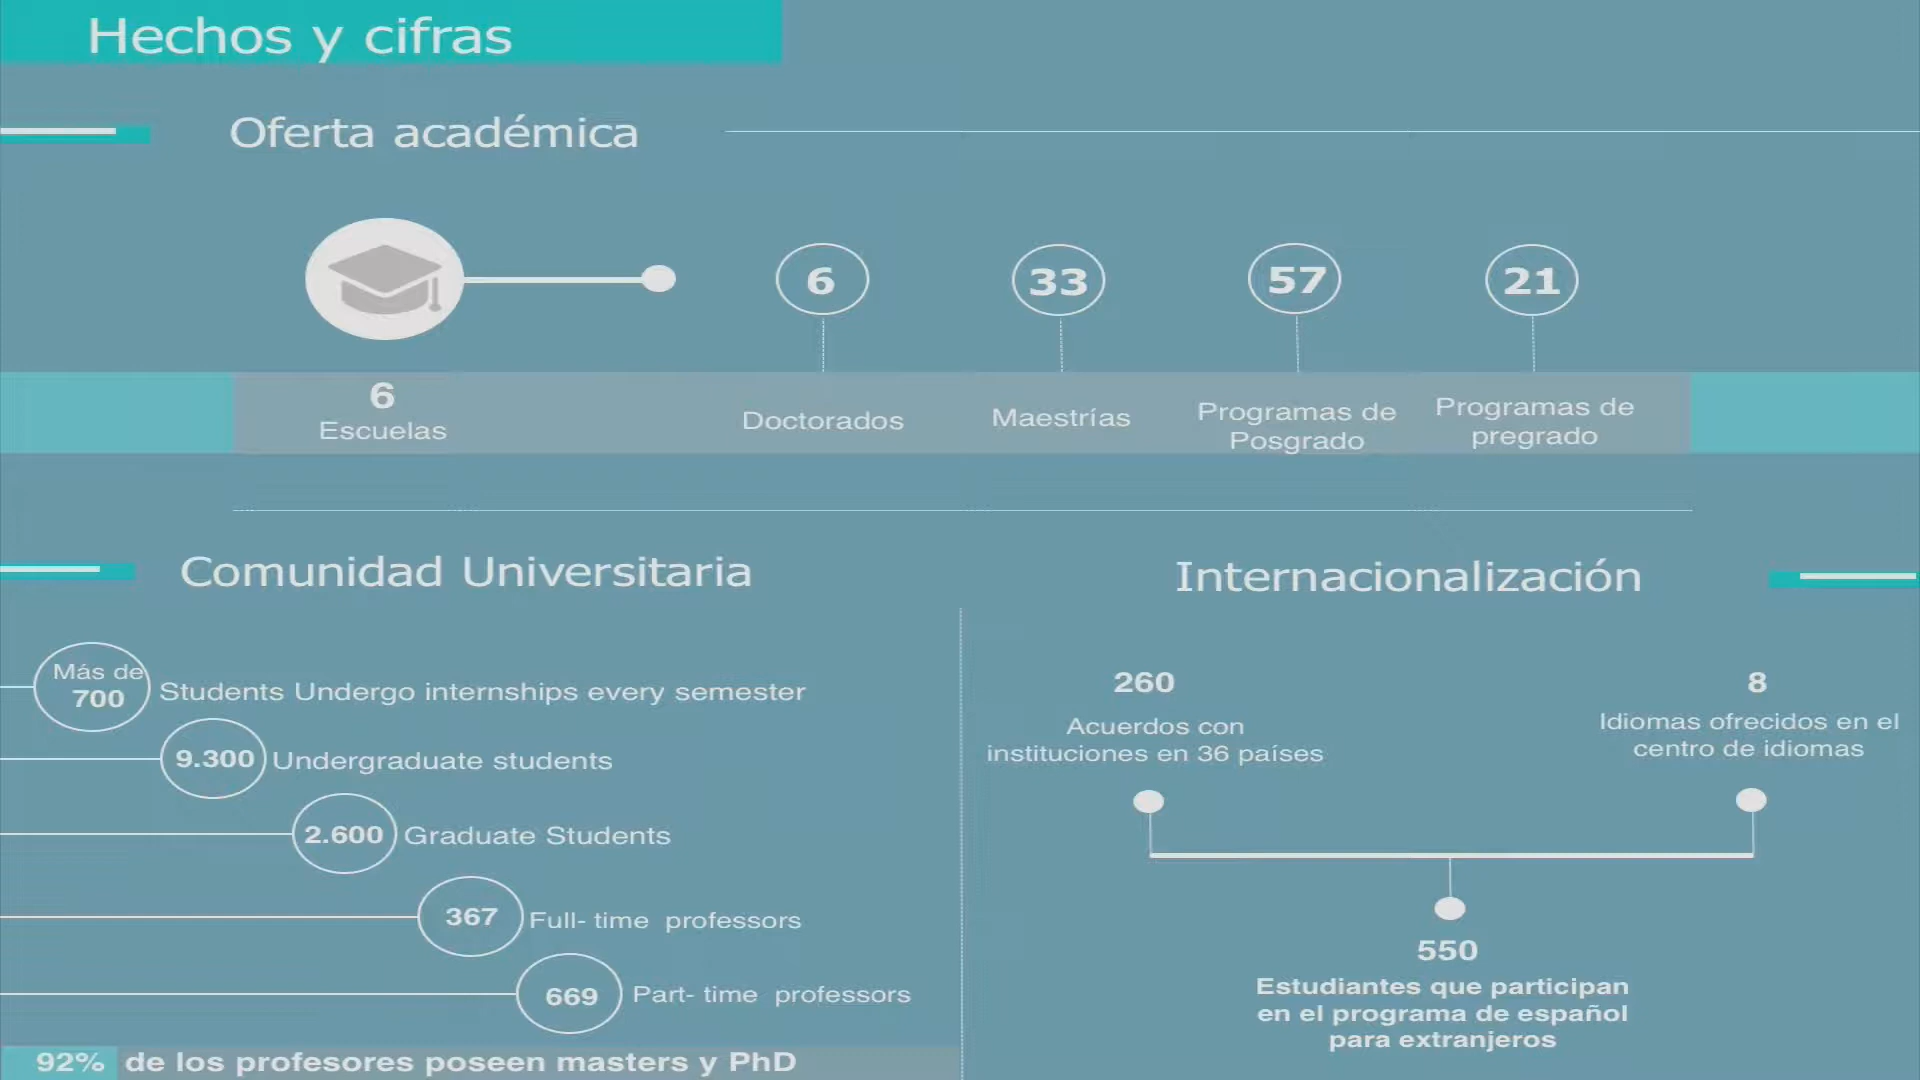 Hechos y cifras
Oferta académica
6
33
57
21
6
Escuelas
Doctorados
Maestrías
Programas de
Posgrado
Programas de
pregrado
Comunidad Universitaria
Más de
700
Students Undergo internships every semester
9.300
Undergraduate students
2.600
Graduate Students
367
Full- time professors
669
Part- time professors
92% de los profesores poseen masters y PhD
Internacionalización
260
Acuerdos con
instituciones en 36 países
8
Idiomas ofrecidos en el
centro de idiomas
550
Estudiantes que participan
en el programa de español
para extranjeros